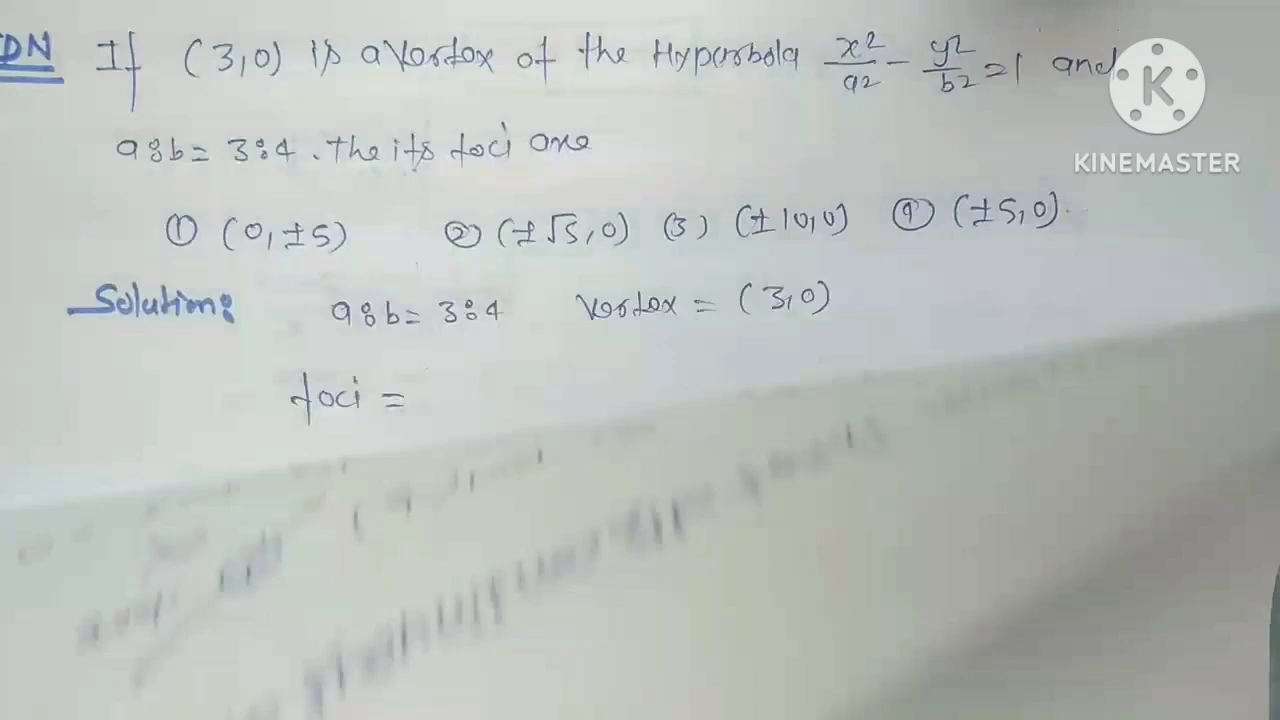 DN If (3,0) is a vertex of the Hyperbola x²/a² - y²/b² = 1 and
a:b = 3:4. The its foci are
① (0, ±5) ② (±√5, 0) (3) (±10, 0) ④ (±5, 0).
Solution: a:b = 3:4 vertex = (3,0)
foci =
K
KINEMASTER